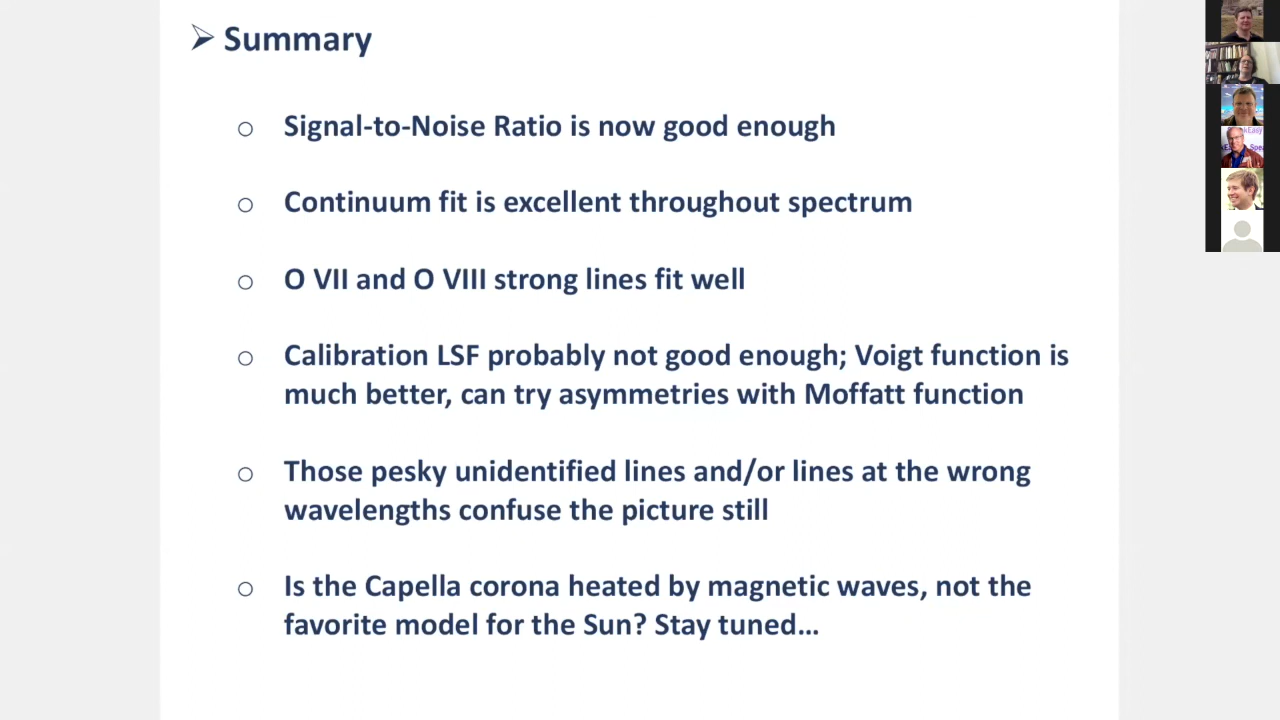 Summary
Signal-to-Noise Ratio is now good enough
Continuum fit is excellent throughout spectrum
O VII and O VIII strong lines fit well
Calibration LSF probably not good enough; Voigt function is
much better, can try asymmetries with Moffatt function
Those pesky unidentified lines and/or lines at the wrong
wavelengths confuse the picture still
Is the Capella corona heated by magnetic waves, not the
favorite model for the Sun? Stay tuned…